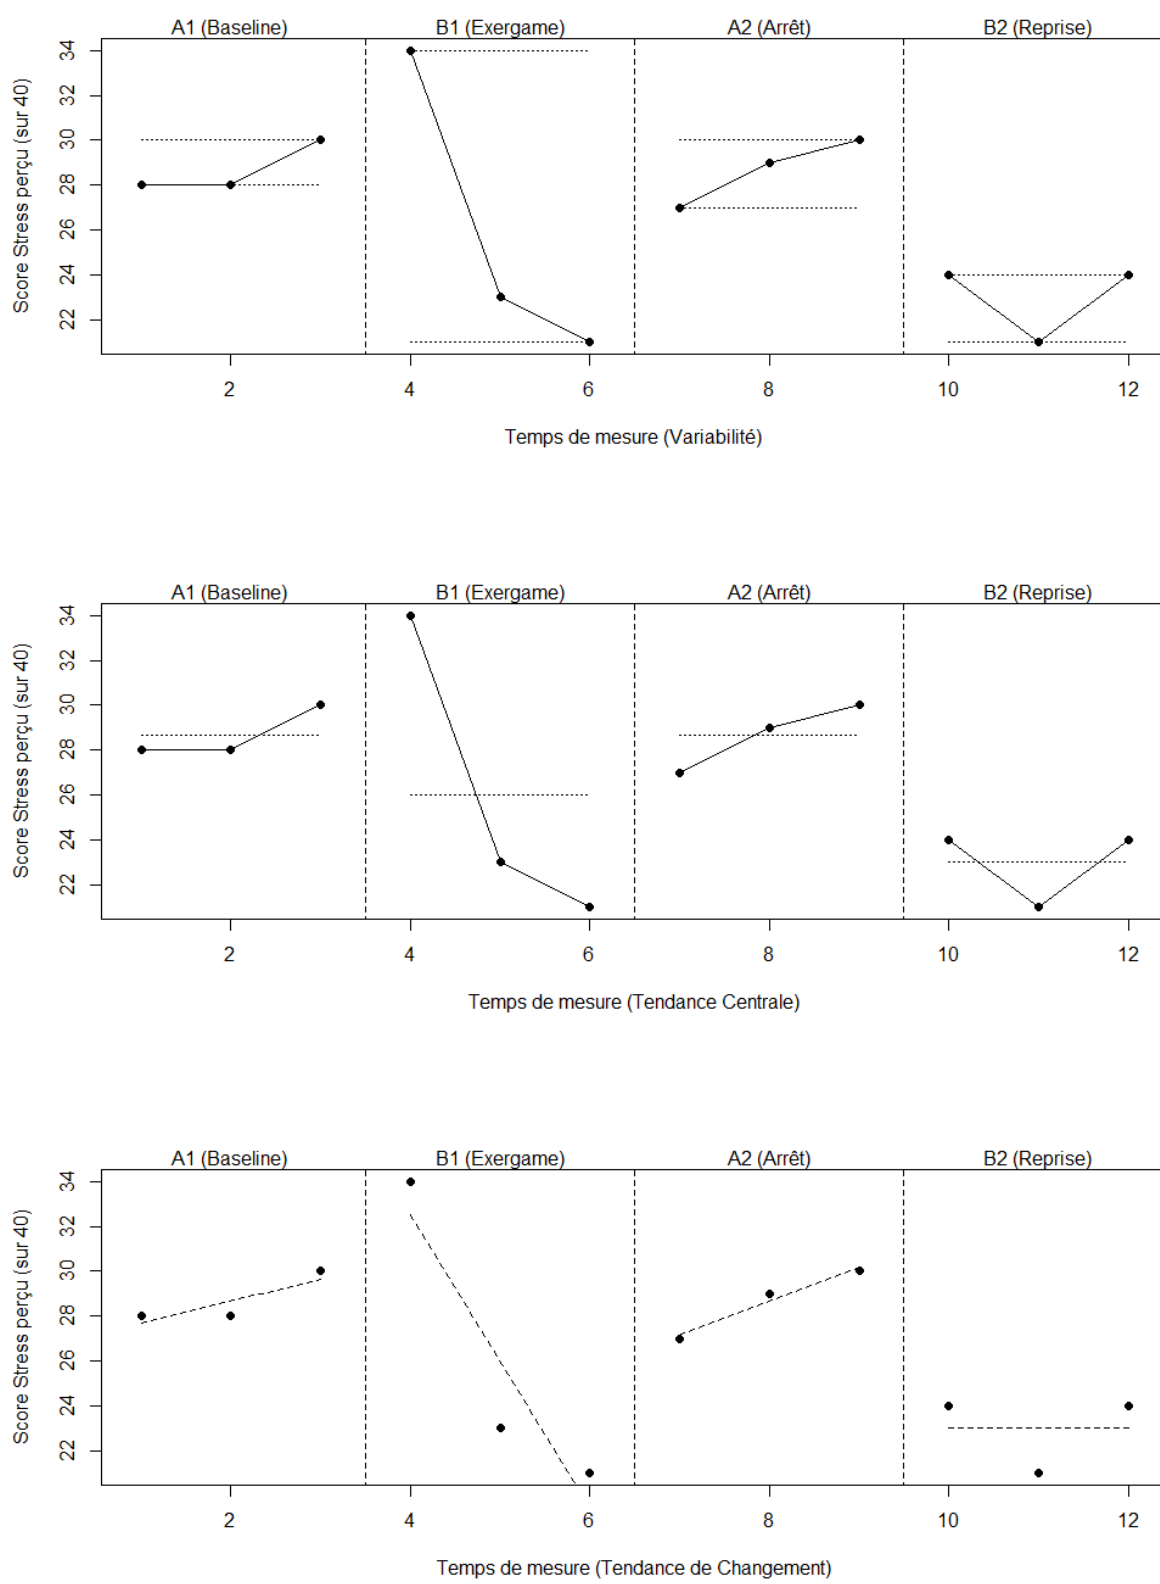 A1 (Baseline) B1 (Exergame) A2 (Arrêt) B2 (Reprise)
Score Stress perçu (sur 40)
34
32
30
28
26
24
22
2 4 6 8 10 12
Temps de mesure (Variabilité)
A1 (Baseline) B1 (Exergame) A2 (Arrêt) B2 (Reprise)
Score Stress perçu (sur 40)
34
32
30
28
26
24
22
2 4 6 8 10 12
Temps de mesure (Tendance Centrale)
A1 (Baseline) B1 (Exergame) A2 (Arrêt) B2 (Reprise)
Score Stress perçu (sur 40)
34
32
30
28
26
24
22
2 4 6 8 10 12
Temps de mesure (Tendance de Changement)